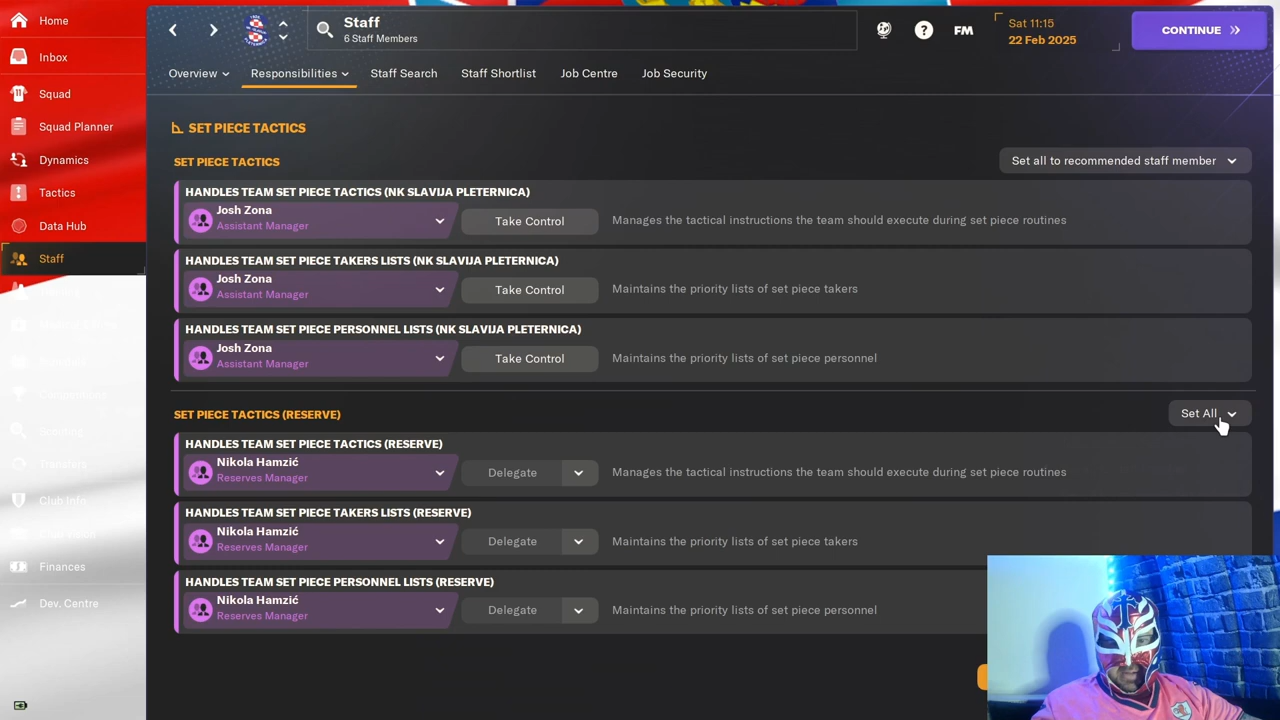 Home
Inbox
Squad
Squad Planner
Dynamics
Tactics
Data Hub
Staff
Scouting
Transfers
Club Info
Club Vision
Finances
Dev. Centre
Staff
6 Staff Members
?
FM
Sat 11:15
22 Feb 2025
CONTINUE
Overview
Responsibilities
Staff Search
Staff Shortlist
Job Centre
Job Security
SET PIECE TACTICS
SET PIECE TACTICS
Set all to recommended staff member
HANDLES TEAM SET PIECE TACTICS (NK SLAVIJA PLETERNICA)
Josh Zona
Assistant Manager
Take Control
Manages the tactical instructions the team should execute during set piece routines
HANDLES TEAM SET PIECE TAKERS LISTS (NK SLAVIJA PLETERNICA)
Josh Zona
Assistant Manager
Take Control
Maintains the priority lists of set piece takers
HANDLES TEAM SET PIECE PERSONNEL LISTS (NK SLAVIJA PLETERNICA)
Josh Zona
Assistant Manager
Take Control
Maintains the priority lists of set piece personnel
SET PIECE TACTICS (RESERVE)
Set All
HANDLES TEAM SET PIECE TACTICS (RESERVE)
Nikola Hamzić
Reserves Manager
Delegate
Manages the tactical instructions the team should execute during set piece routines
HANDLES TEAM SET PIECE TAKERS LISTS (RESERVE)
Nikola Hamzić
Reserves Manager
Delegate
Maintains the priority lists of set piece takers
HANDLES TEAM SET PIECE PERSONNEL LISTS (RESERVE)
Nikola Hamzić
Reserves Manager
Delegate
Maintains the priority lists of set piece personnel